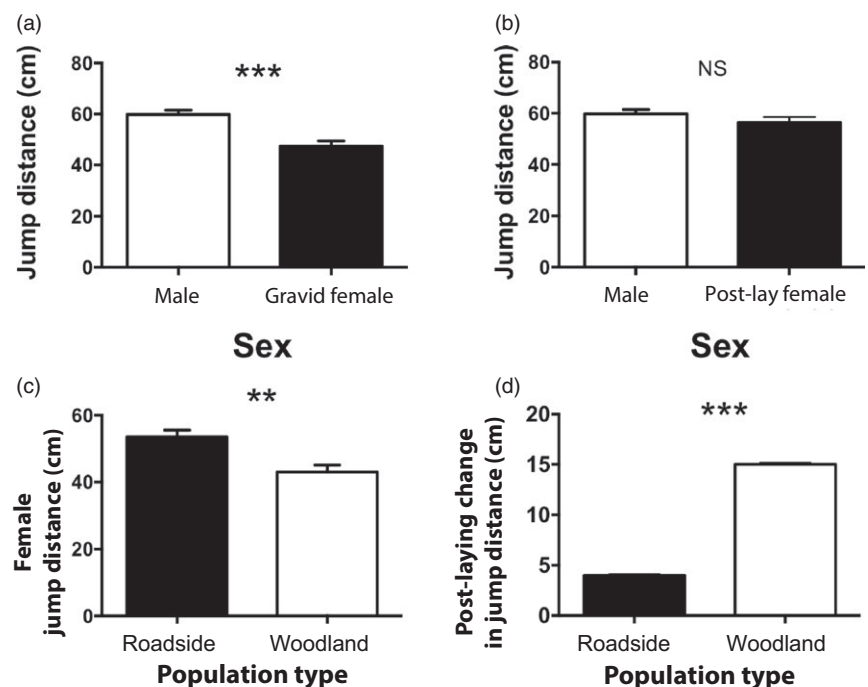 (a)
Jump distance (cm)
80
60
40
20
0
***
Male
Gravid female
Sex
(b)
Jump distance (cm)
80
60
40
20
0
NS
Male
Post-lay female
Sex
(c)
Female
jump distance (cm)
60
40
20
0
**
Roadside
Woodland
Population type
(d)
Post-laying change
in jump distance (cm)
20
15
10
5
0
***
Roadside
Woodland
Population type